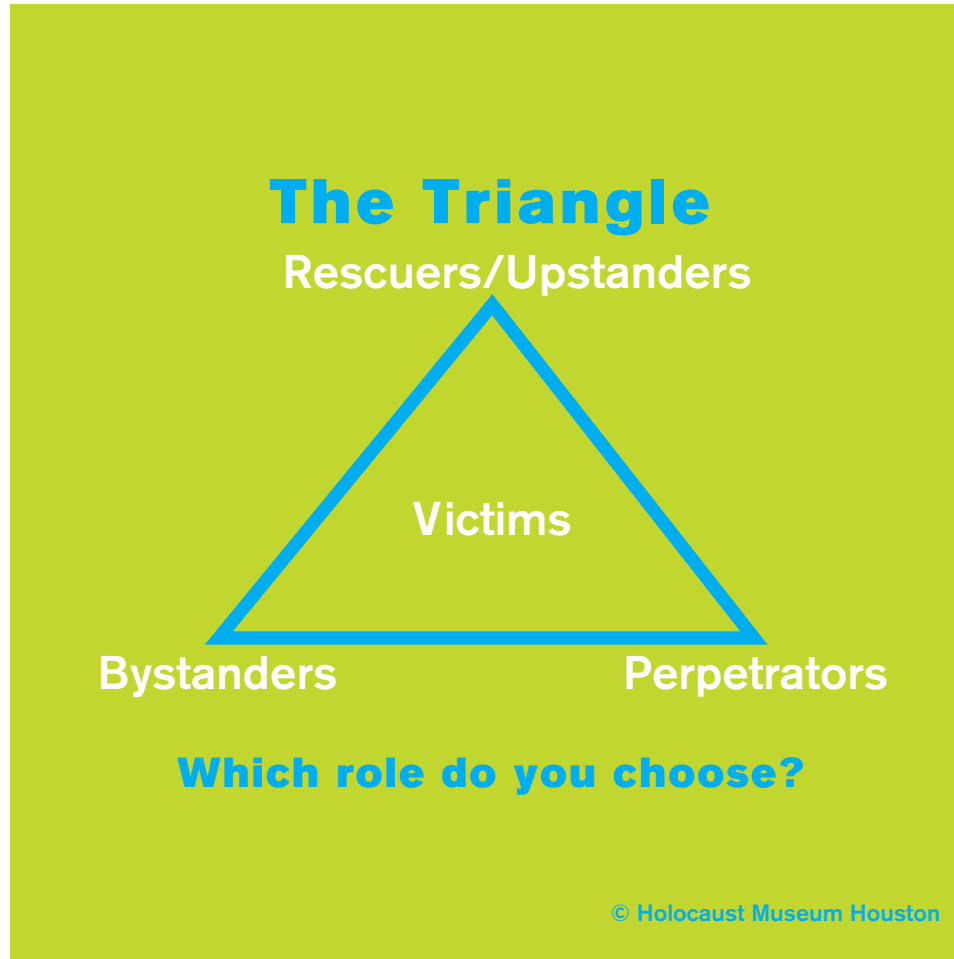 The Triangle
Rescuers/Upstanders
Victims
Bystanders
Perpetrators
Which role do you choose?
© Holocaust Museum Houston